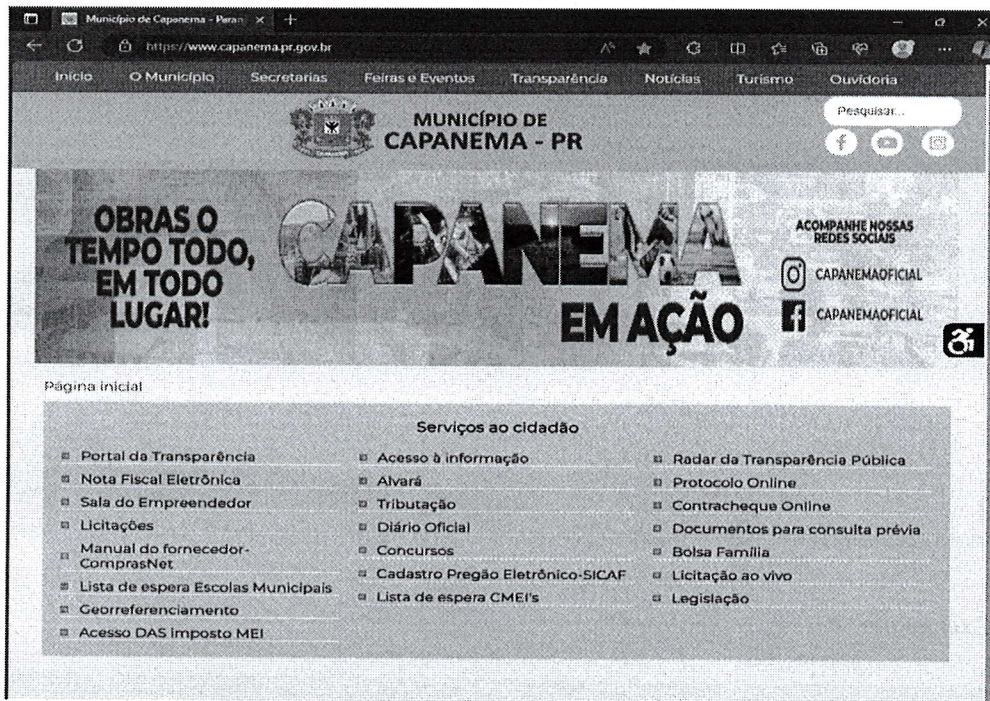 Município de Capanema - Paran
https://www.capanema.pr.gov.br
Início O Município Secretarias Feiras e Eventos Transparência Notícias Turismo Ouvidoria
MUNICÍPIO DE
CAPANEMA - PR
Pesquisar...
OBRAS O
TEMPO TODO,
EM TODO
LUGAR!
CAPANEMA
EM AÇÃO
ACOMPANHE NOSSAS
REDES SOCIAIS
CAPANEMAOFICIAL
CAPANEMAOFICIAL
Página inicial
Serviços ao cidadão
Portal da Transparência
Nota Fiscal Eletrônica
Sala do Empreendedor
Licitações
Manual do fornecedor-
ComprasNet
Lista de espera Escolas Municipais
Georreferenciamento
Acesso DAS imposto MEI
Acesso à informação
Alvará
Tributação
Diário Oficial
Concursos
Cadastro Pregão Eletrônico-SICAF
Lista de espera CMEI's
Radar da Transparência Pública
Protocolo Online
Contracheque Online
Documentos para consulta prévia
Bolsa Família
Licitação ao vivo
Legislação